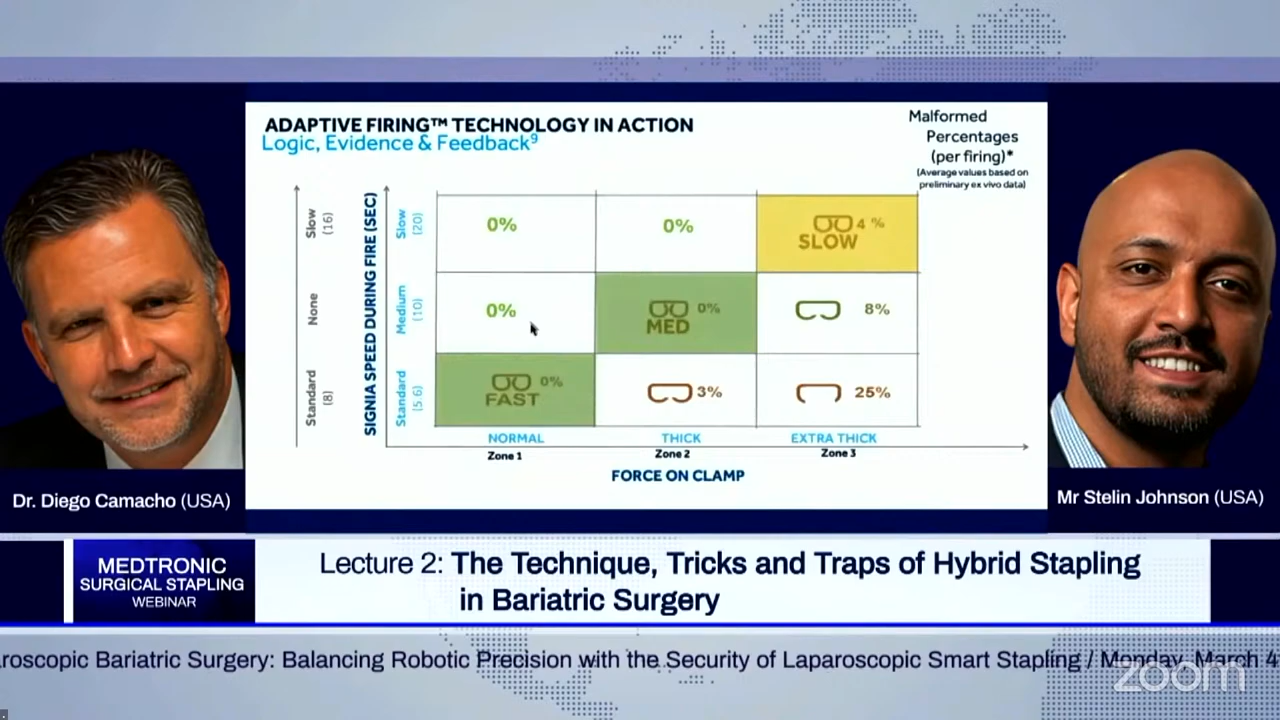 ADAPTIVE FIRING™ TECHNOLOGY IN ACTION
Logic, Evidence & Feedback⁹
Malformed
Percentages
(per firing)*
(Average values based on
preliminary ex vivo data)
SIGNIA SPEED DURING FIRE (SEC)
Slow
(16)
Slow
(20)
0%
0%
4 %
SLOW
None
Medium
(10)
0%
0%
MED
8%
Standard
(8)
Standard
(5.6)
0%
FAST
3%
25%
NORMAL
THICK
EXTRA THICK
Zone 1
Zone 2
Zone 3
FORCE ON CLAMP
Dr. Diego Camacho (USA)
Mr Stelin Johnson (USA)
MEDTRONIC
SURGICAL STAPLING
WEBINAR
Lecture 2: The Technique, Tricks and Traps of Hybrid Stapling
in Bariatric Surgery
roscopic Bariatric Surgery: Balancing Robotic Precision with the Security of Laparoscopic Smart Stapling / Monday, March 4
zoom